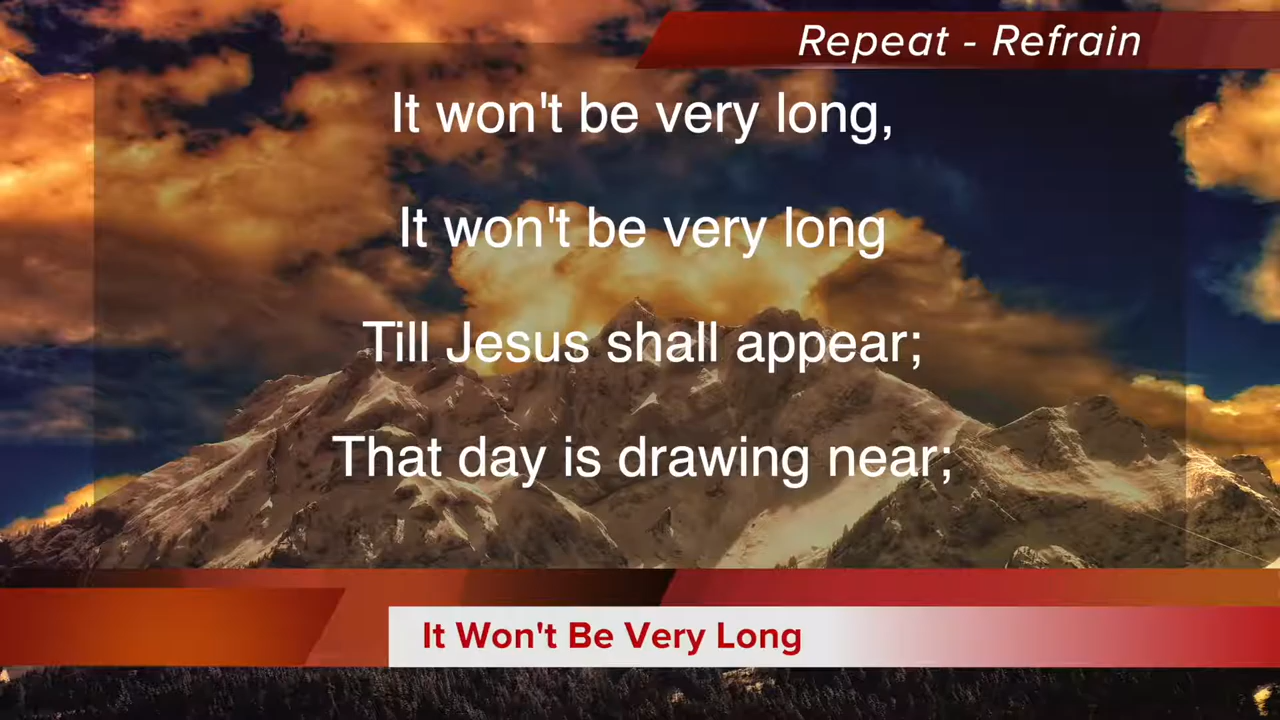 Repeat - Refrain
It won't be very long,
It won't be very long
Till Jesus shall appear;
That day is drawing near;
It Won't Be Very Long